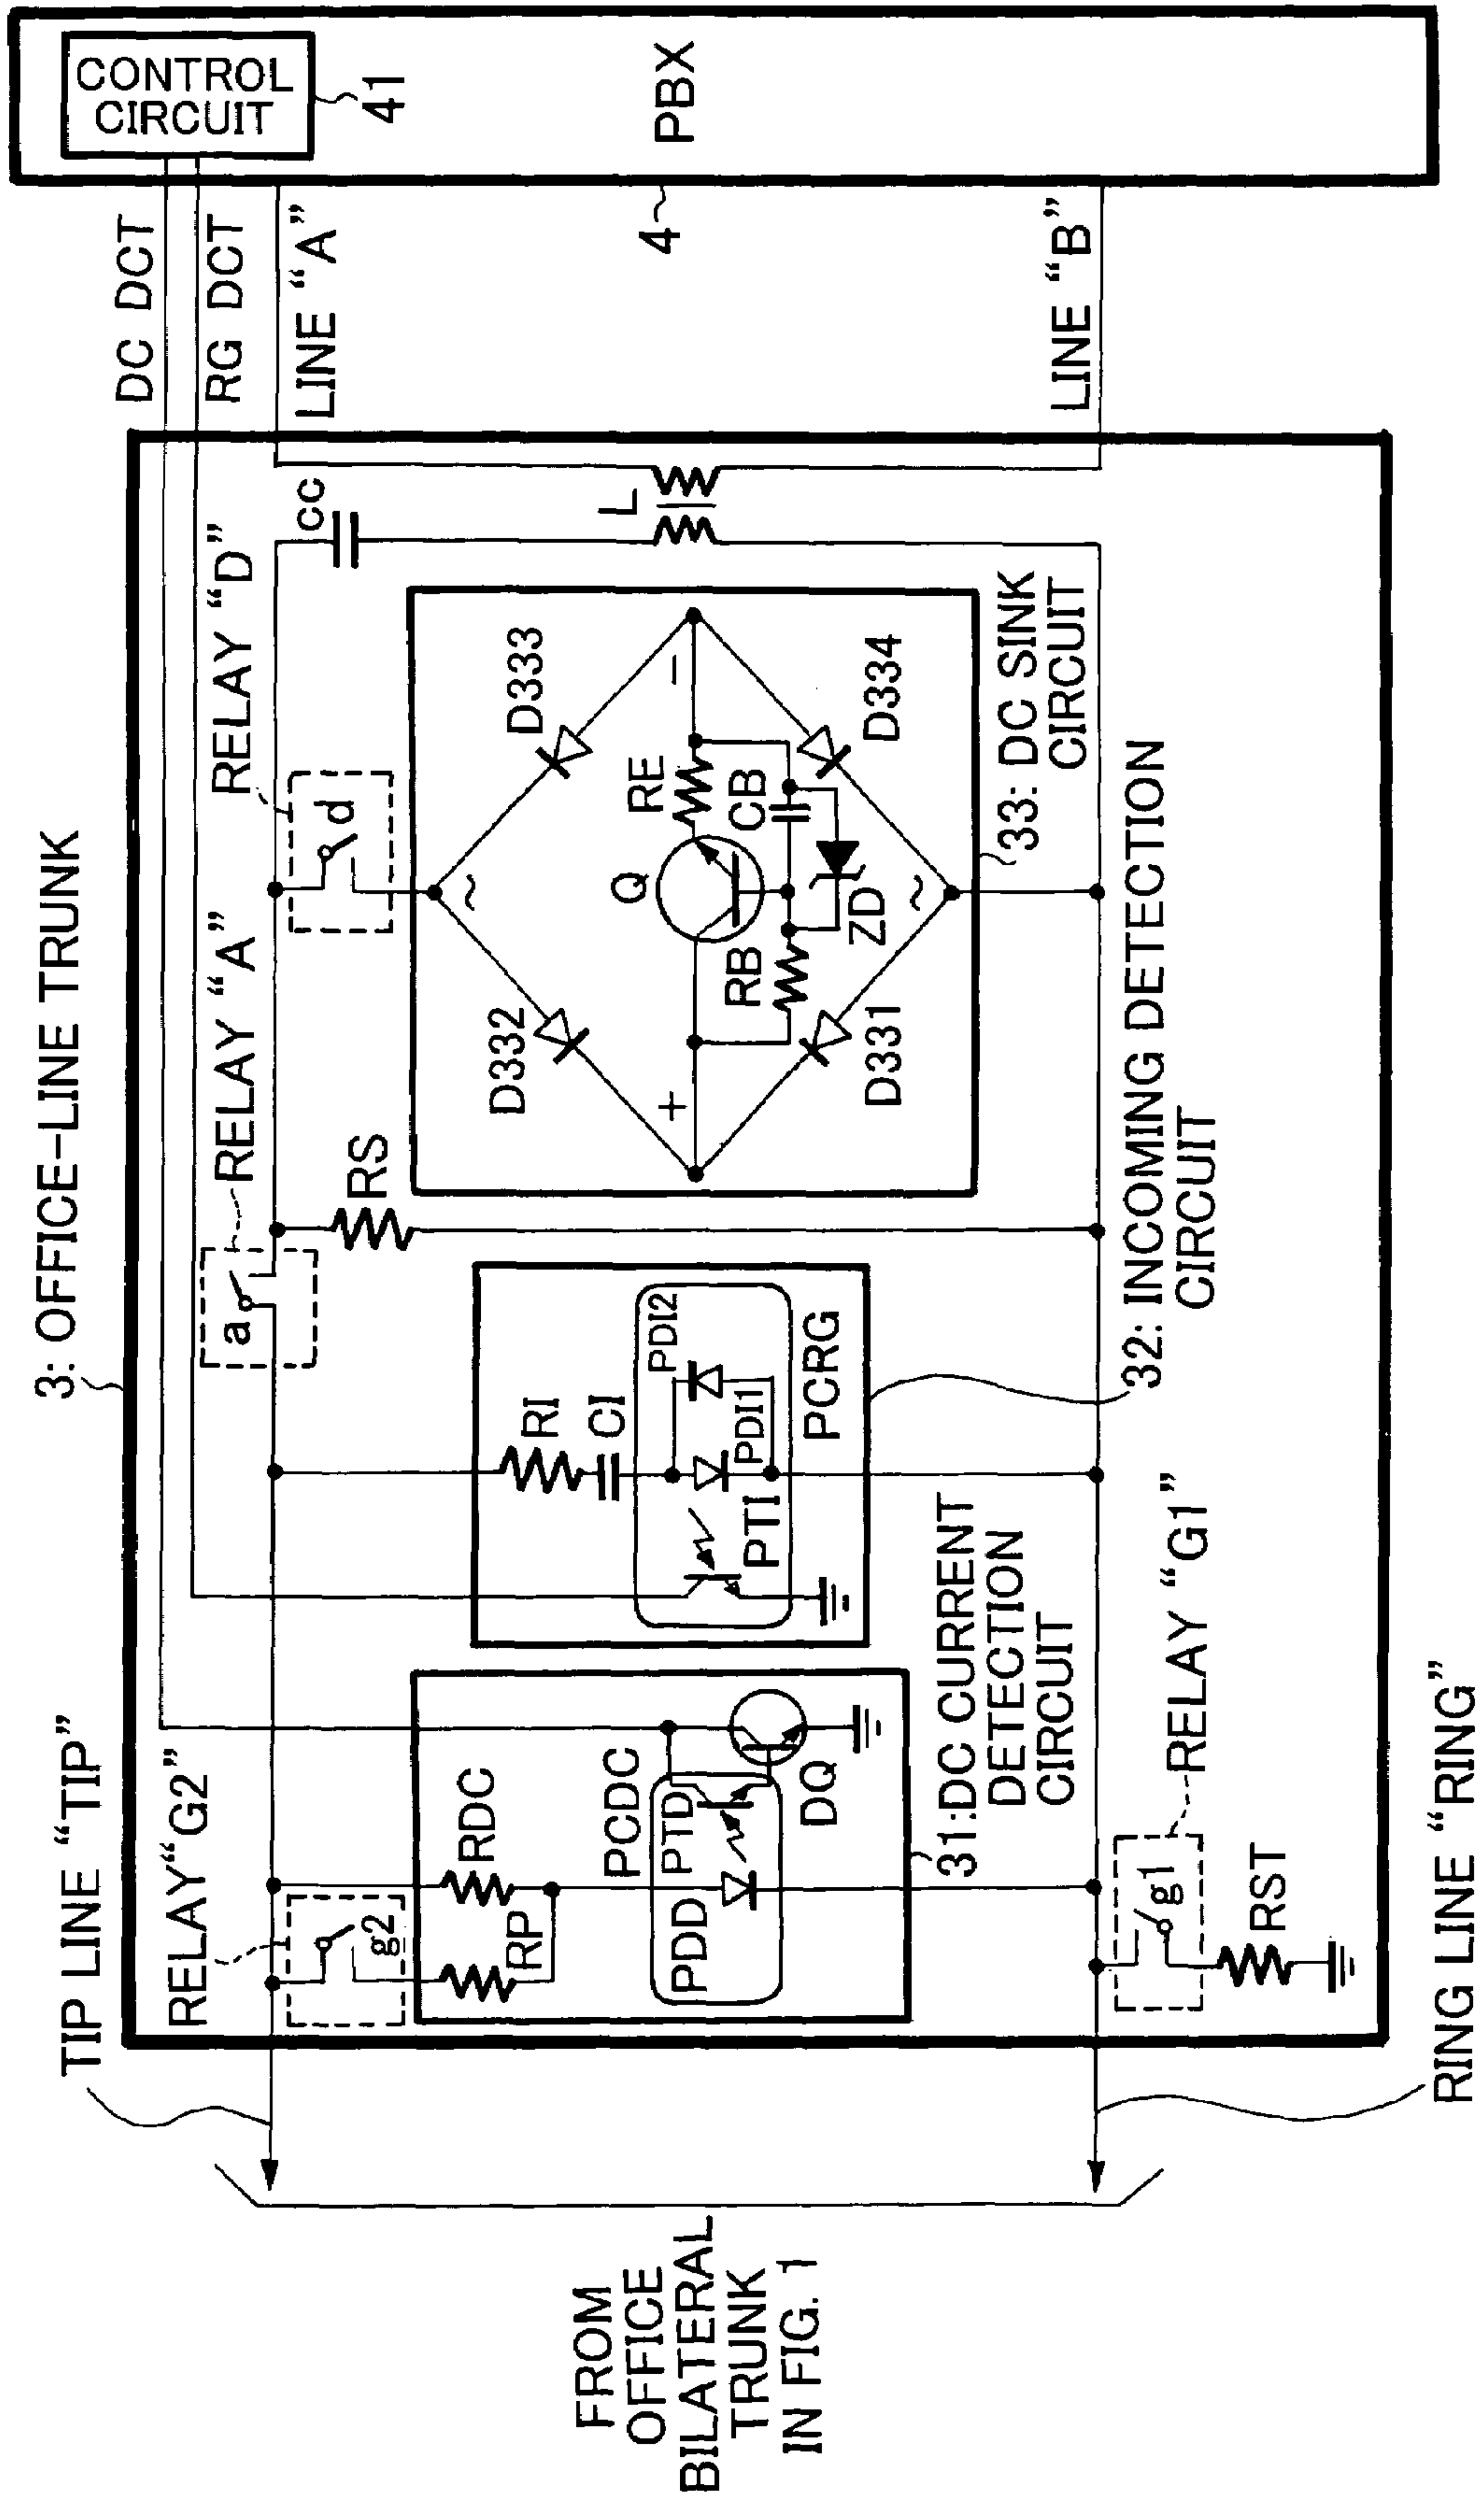 CONTROL
CIRCUIT
41
PBX
4
DC DCT
RG DCT
LINE “A”
LINE “B”
3: OFFICE-LINE TRUNK
RELAY “D”
CC
L
d
D333
D334
RE
CB
Q
ZD
RB
D332
D331
−
+
~
~
33: DC SINK
CIRCUIT
RELAY “A”
a
RS
RI
CI
PDI2
PDI1
PTI
PCRG
32: INCOMING DETECTION
CIRCUIT
TIP LINE “TIP”
RELAY“G2”
g2
RDC
RP
PCDC
PTD
PDD
DQ
31:DC CURRENT
DETECTION
CIRCUIT
RELAY “G1”
g1
RST
RING LINE “RING”
FROM
OFFICE
BILATERAL
TRUNK
IN FIG. 1